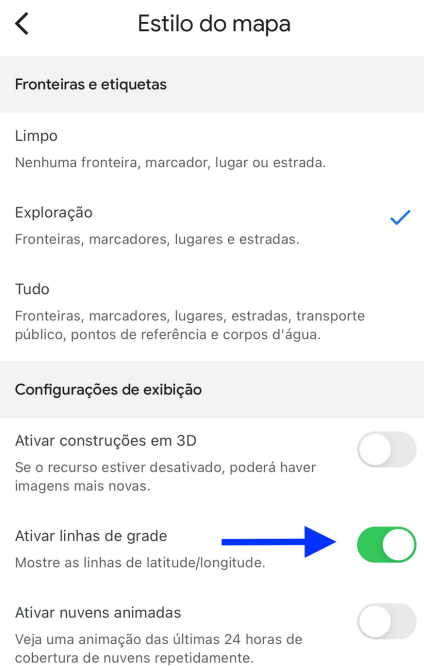 Estilo do mapa
Fronteiras e etiquetas
Limpo
Nenhuma fronteira, marcador, lugar ou estrada.
Exploração
Fronteiras, marcadores, lugares e estradas.
Tudo
Fronteiras, marcadores, lugares, estradas, transporte
público, pontos de referência e corpos d'água.
Configurações de exibição
Ativar construções em 3D
Se o recurso estiver desativado, poderá haver
imagens mais novas.
Ativar linhas de grade
Mostre as linhas de latitude/longitude.
Ativar nuvens animadas
Veja uma animação das últimas 24 horas de
cobertura de nuvens repetidamente.